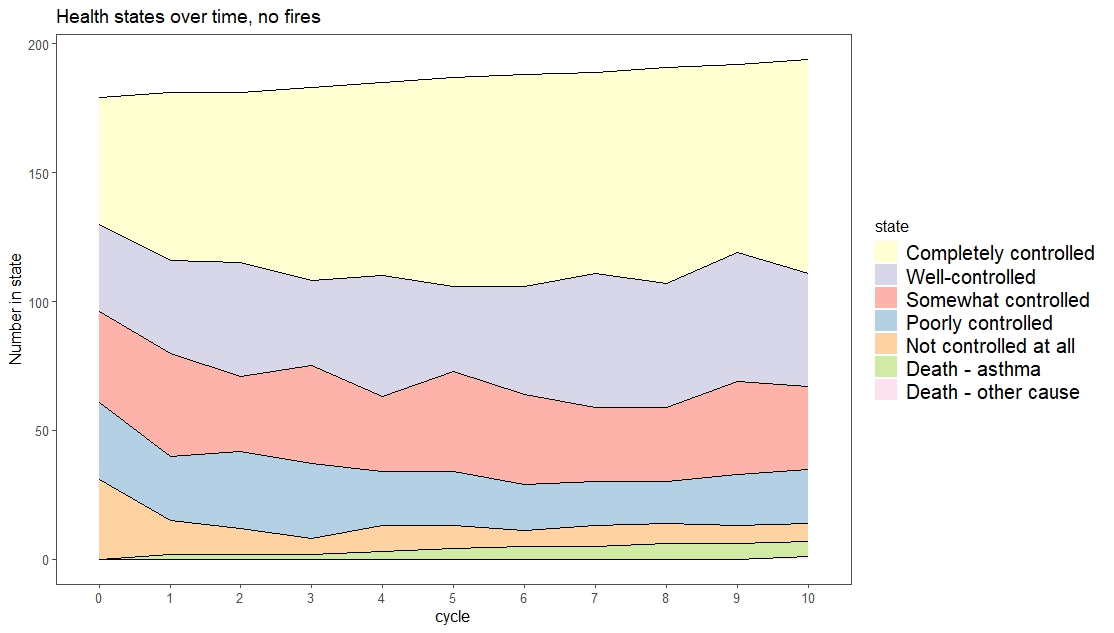 Health states over time, no fires
200
150
100
50
0
Number in state
0 1 2 3 4 5 6 7 8 9 10
cycle
state
Completely controlled
Well-controlled
Somewhat controlled
Poorly controlled
Not controlled at all
Death - asthma
Death - other cause